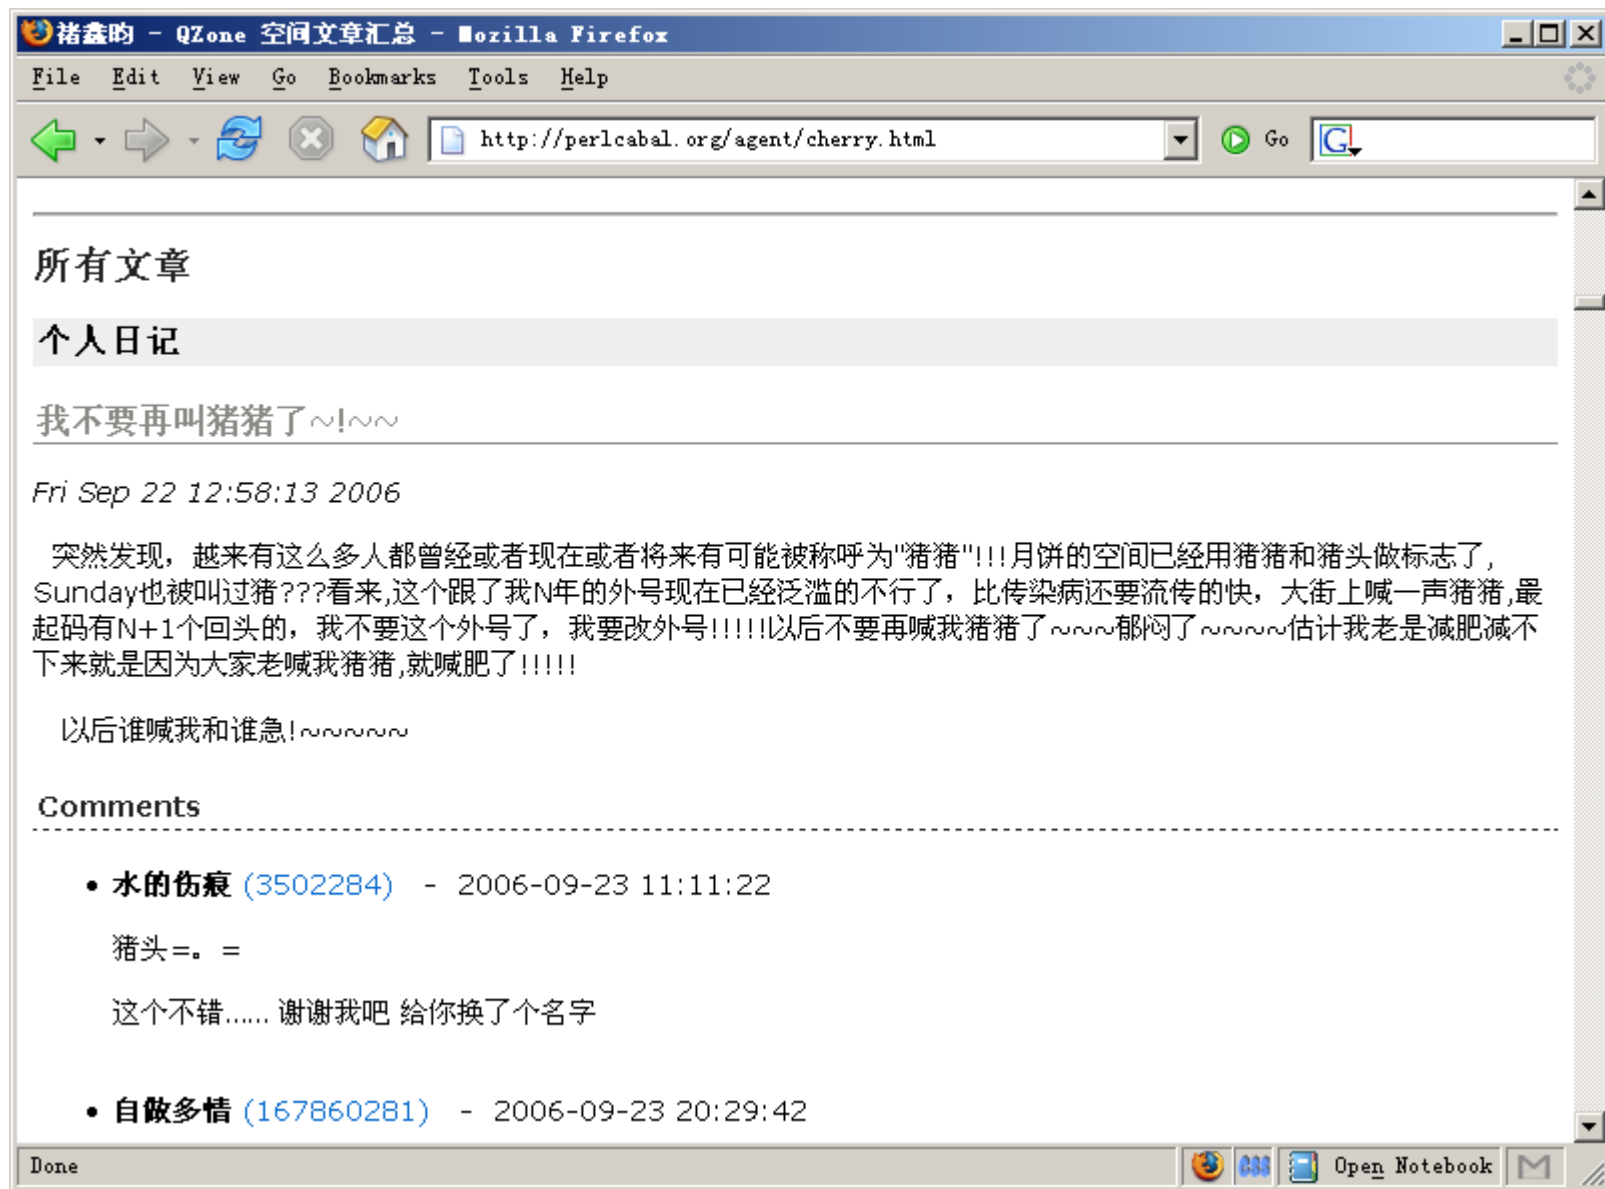 褚鑫昀 - QZone 空间文章汇总 - Mozilla Firefox
File Edit View Go Bookmarks Tools Help
http://perlcabal.org/agent/cherry.html Go
所有文章
个人日记
我不要再叫猪猪了~!~~
Fri Sep 22 12:58:13 2006
突然发现，越来有这么多人都曾经或者现在或者将来有可能被称呼为"猪猪"!!!月饼的空间已经用猪猪和猪头做标志了,
Sunday也被叫过猪???看来,这个跟了我N年的外号现在已经泛滥的不行了，比传染病还要流传的快，大街上喊一声猪猪,最
起码有N+1个回头的，我不要这个外号了，我要改外号!!!!!以后不要再喊我猪猪了~~~郁闷了~~~~估计我老是减肥减不
下来就是因为大家老喊我猪猪,就喊肥了!!!!!
以后谁喊我和谁急!~~~~~
Comments
• 水的伤痕 (3502284) - 2006-09-23 11:11:22
猪头=。=
这个不错...... 谢谢我吧 给你换了个名字
• 自做多情 (167860281) - 2006-09-23 20:29:42
Done CSS Open Notebook